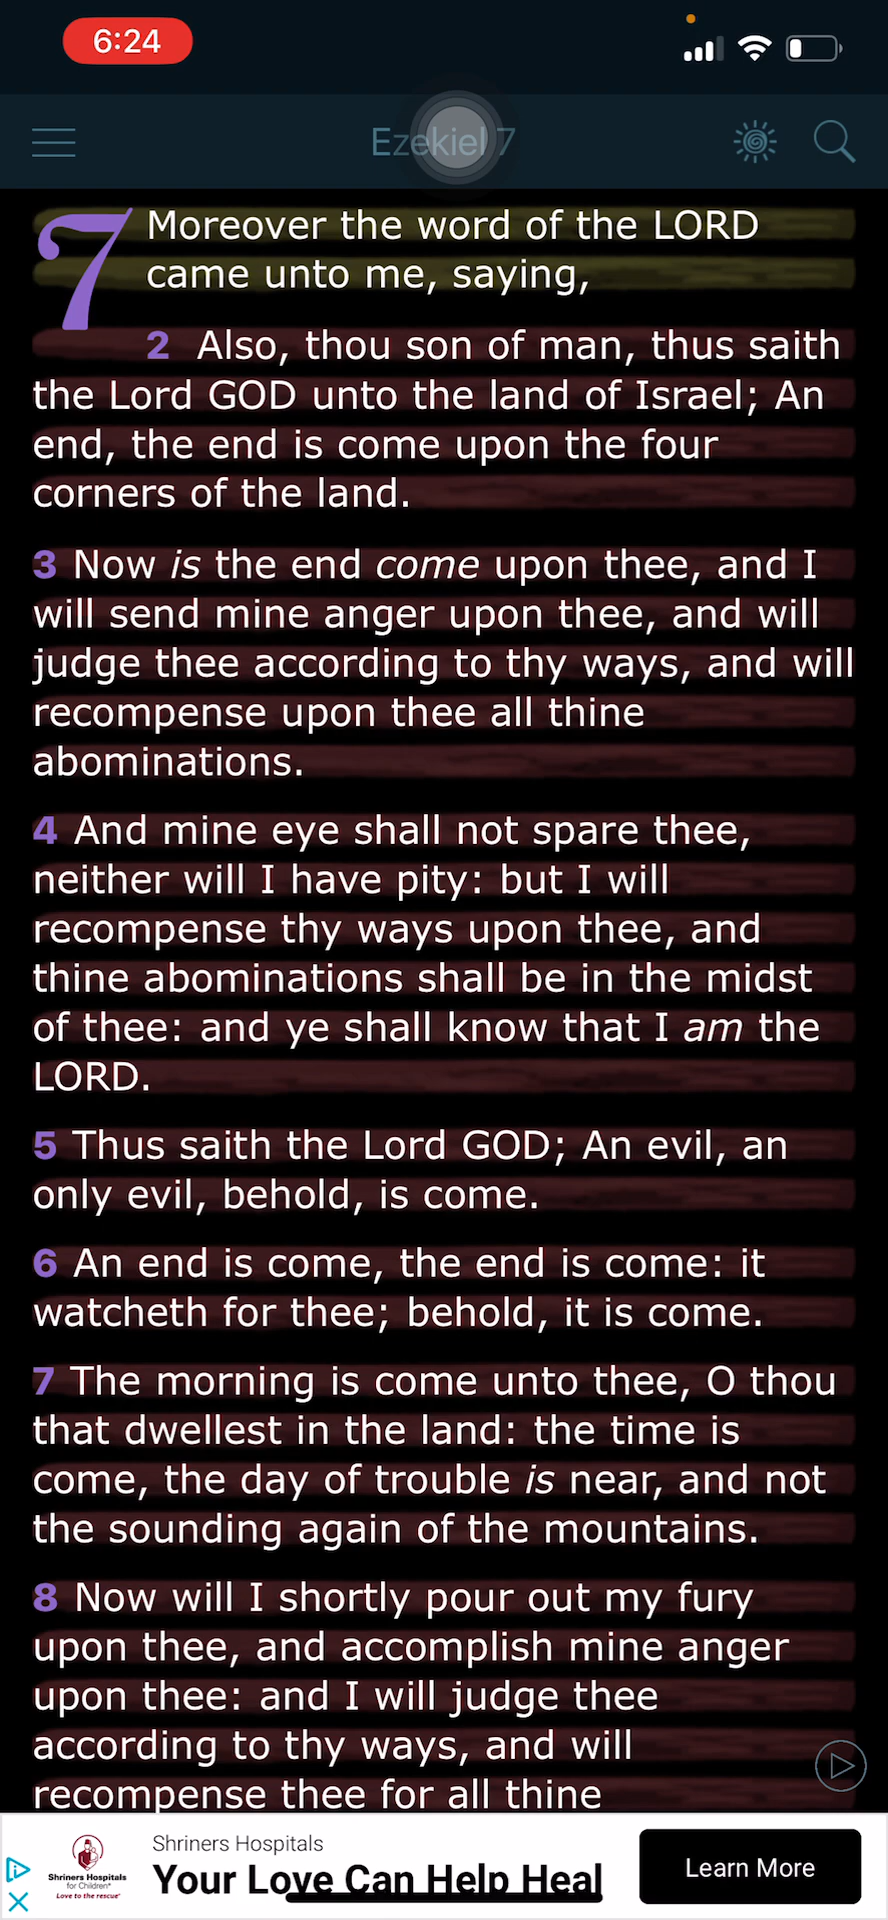 6:24
Ezekiel 7
7 Moreover the word of the LORD
came unto me, saying,
2 Also, thou son of man, thus saith
the Lord GOD unto the land of Israel; An
end, the end is come upon the four
corners of the land.
3 Now is the end come upon thee, and I
will send mine anger upon thee, and will
judge thee according to thy ways, and will
recompense upon thee all thine
abominations.
4 And mine eye shall not spare thee,
neither will I have pity: but I will
recompense thy ways upon thee, and
thine abominations shall be in the midst
of thee: and ye shall know that I am the
LORD.
5 Thus saith the Lord GOD; An evil, an
only evil, behold, is come.
6 An end is come, the end is come: it
watcheth for thee; behold, it is come.
7 The morning is come unto thee, O thou
that dwellest in the land: the time is
come, the day of trouble is near, and not
the sounding again of the mountains.
8 Now will I shortly pour out my fury
upon thee, and accomplish mine anger
upon thee: and I will judge thee
according to thy ways, and will
recompense thee for all thine
Shriners Hospitals
Your Love Can Help Heal
Learn More
Shriners Hospitals
for Children®
Love to the rescue®